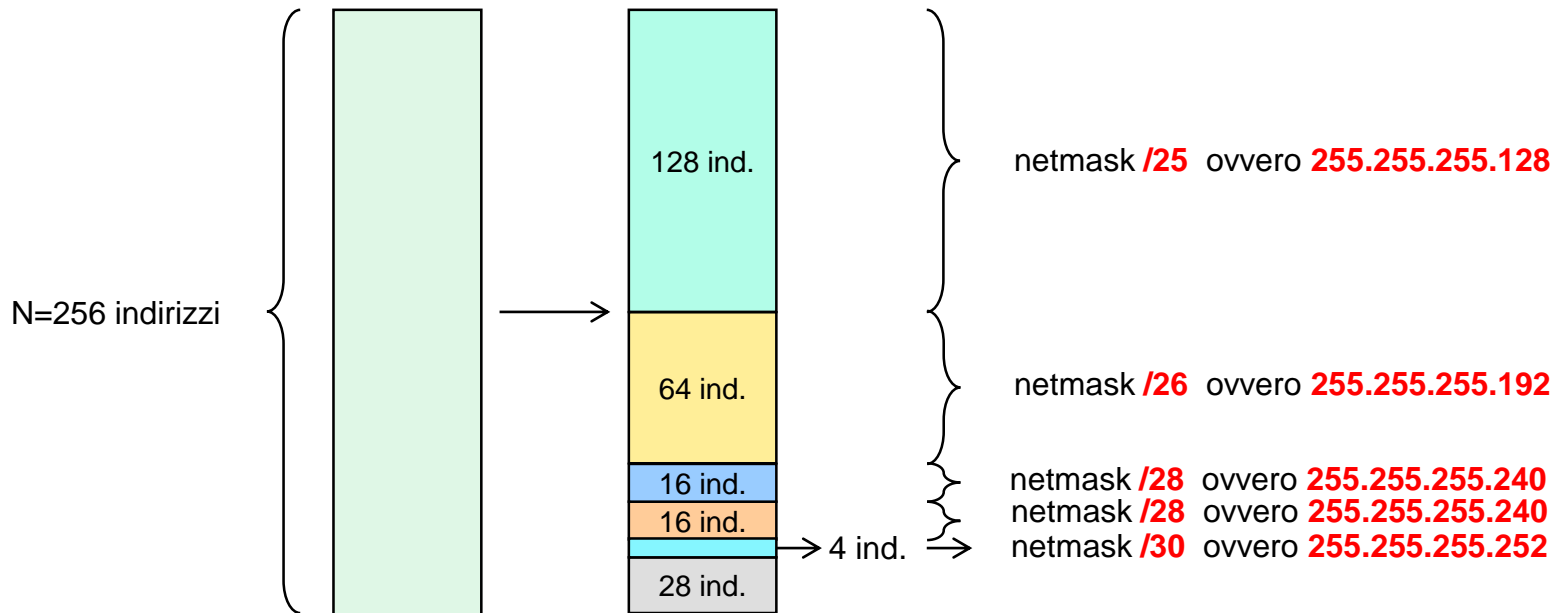 128 ind.
netmask /25 ovvero 255.255.255.128
N=256 indirizzi
64 ind.
netmask /26 ovvero 255.255.255.192
16 ind.
netmask /28 ovvero 255.255.255.240
16 ind.
netmask /28 ovvero 255.255.255.240
4 ind.
netmask /30 ovvero 255.255.255.252
28 ind.